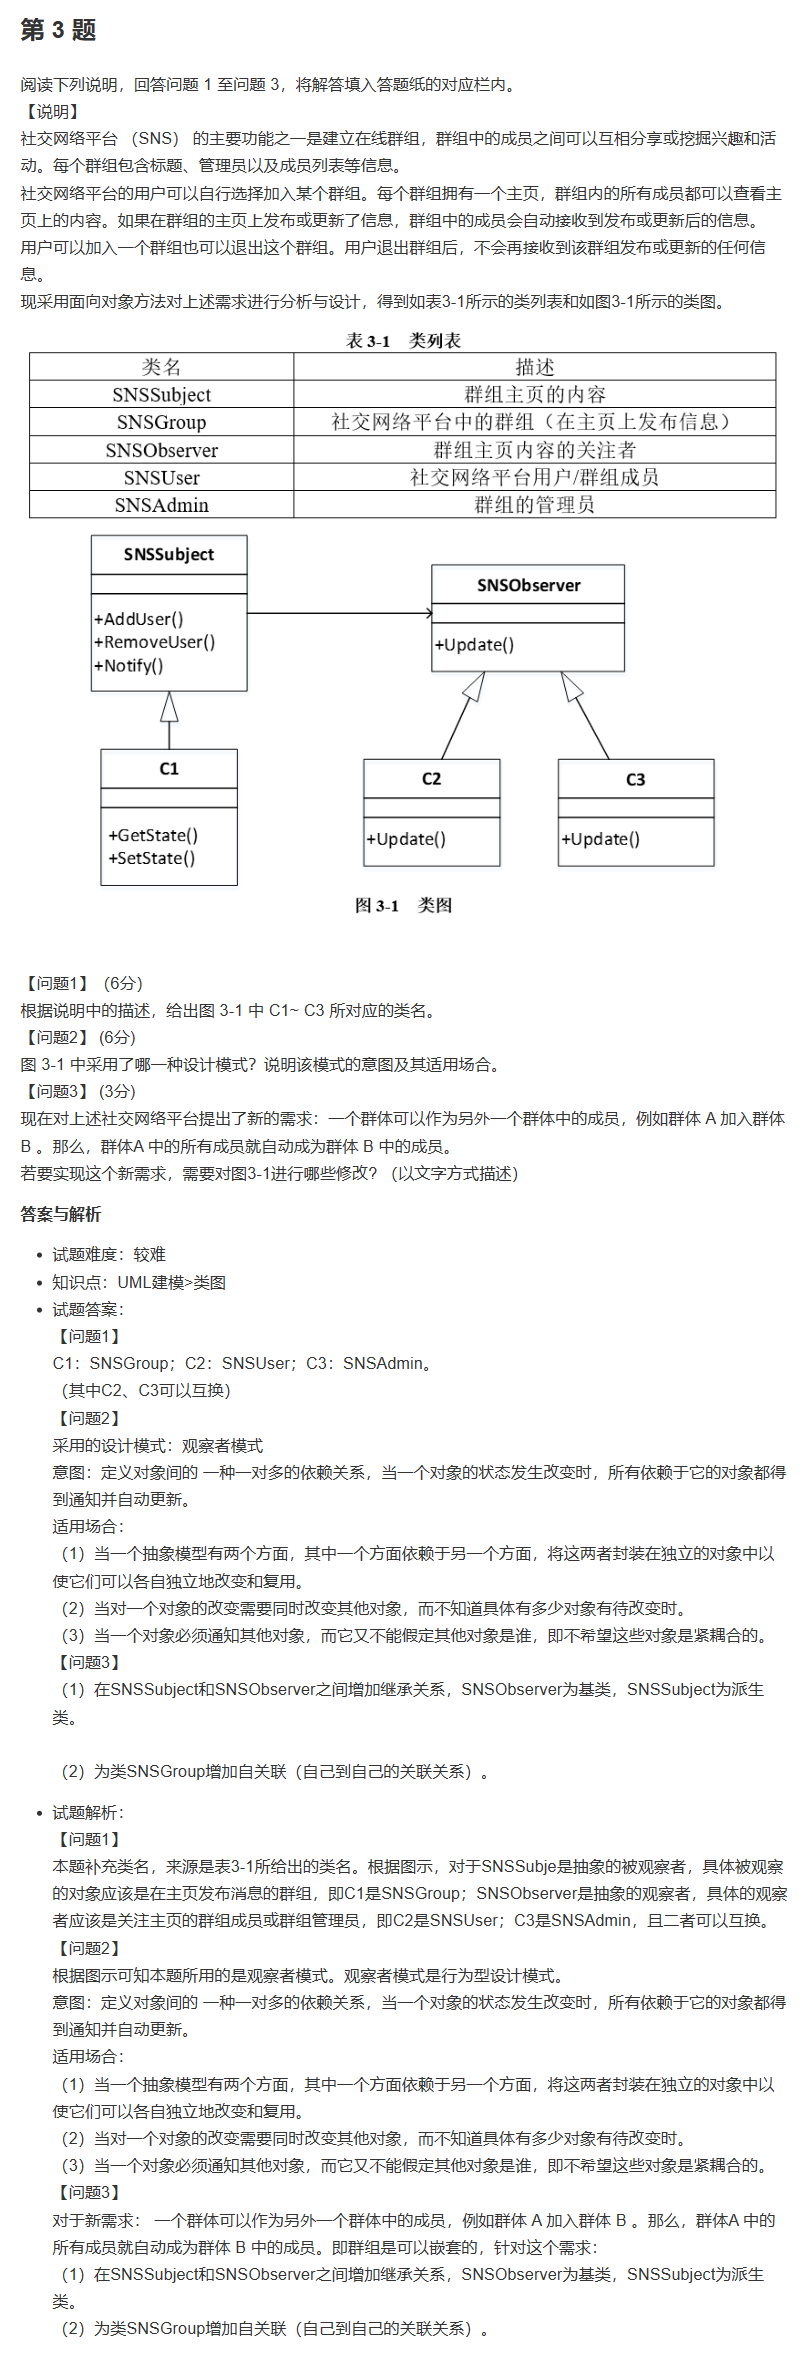 第 3 题
阅读下列说明，回答问题 1 至问题 3，将解答填入答题纸的对应栏内。
【说明】
社交网络平台 （SNS） 的主要功能之一是建立在线群组，群组中的成员之间可以互相分享或挖掘兴趣和活
动。每个群组包含标题、管理员以及成员列表等信息。
社交网络平台的用户可以自行选择加入某个群组。每个群组拥有一个主页，群组内的所有成员都可以查看主
页上的内容。如果在群组的主页上发布或更新了信息，群组中的成员会自动接收到发布或更新后的信息。
用户可以加入一个群组也可以退出这个群组。用户退出群组后，不会再接收到该群组发布或更新的任何信
息。
现采用面向对象方法对上述需求进行分析与设计，得到如表3-1所示的类列表和如图3-1所示的类图。
表 3-1 类列表
类名 描述
SNSSubject 群组主页的内容
SNSGroup 社交网络平台中的群组（在主页上发布信息）
SNSObserver 群组主页内容的关注者
SNSUser 社交网络平台用户/群组成员
SNSAdmin 群组的管理员
SNSSubject
+AddUser()
+RemoveUser()
+Notify()
SNSObserver
+Update()
C1
+GetState()
+SetState()
C2
+Update()
C3
+Update()
图 3-1 类图
【问题1】（6分）
根据说明中的描述，给出图 3-1 中 C1~ C3 所对应的类名。
【问题2】 (6分)
图 3-1 中采用了哪一种设计模式？说明该模式的意图及其适用场合。
【问题3】 (3分)
现在对上述社交网络平台提出了新的需求：一个群体可以作为另外一个群体中的成员，例如群体 A 加入群体
B 。那么，群体A 中的所有成员就自动成为群体 B 中的成员。
若要实现这个新需求，需要对图3-1进行哪些修改？（以文字方式描述）
答案与解析
• 试题难度：较难
• 知识点：UML建模>类图
• 试题答案：
【问题1】
C1：SNSGroup；C2：SNSUser；C3：SNSAdmin。
（其中C2、C3可以互换）
【问题2】
采用的设计模式：观察者模式
意图：定义对象间的 一种一对多的依赖关系，当一个对象的状态发生改变时，所有依赖于它的对象都得
到通知并自动更新。
适用场合：
（1）当一个抽象模型有两个方面，其中一个方面依赖于另一个方面，将这两者封装在独立的对象中以
使它们可以各自独立地改变和复用。
（2）当对一个对象的改变需要同时改变其他对象，而不知道具体有多少对象有待改变时。
（3）当一个对象必须通知其他对象，而它又不能假定其他对象是谁，即不希望这些对象是紧耦合的。
【问题3】
（1）在SNSSubject和SNSObserver之间增加继承关系，SNSObserver为基类，SNSSubject为派生
类。
（2）为类SNSGroup增加自关联（自己到自己的关联关系）。
• 试题解析：
【问题1】
本题补充类名，来源是表3-1所给出的类名。根据图示，对于SNSSubje是抽象的被观察者，具体被观察
的对象应该是在主页发布消息的群组，即C1是SNSGroup；SNSObserver是抽象的观察者，具体的观察
者应该是关注主页的群组成员或群组管理员，即C2是SNSUser；C3是SNSAdmin，且二者可以互换。
【问题2】
根据图示可知本题所用的是观察者模式。观察者模式是行为型设计模式。
意图：定义对象间的 一种一对多的依赖关系，当一个对象的状态发生改变时，所有依赖于它的对象都得
到通知并自动更新。
适用场合：
（1）当一个抽象模型有两个方面，其中一个方面依赖于另一个方面，将这两者封装在独立的对象中以
使它们可以各自独立地改变和复用。
（2）当对一个对象的改变需要同时改变其他对象，而不知道具体有多少对象有待改变时。
（3）当一个对象必须通知其他对象，而它又不能假定其他对象是谁，即不希望这些对象是紧耦合的。
【问题3】
对于新需求： 一个群体可以作为另外一个群体中的成员，例如群体 A 加入群体 B 。那么，群体A 中的
所有成员就自动成为群体 B 中的成员。即群组是可以嵌套的，针对这个需求：
（1）在SNSSubject和SNSObserver之间增加继承关系，SNSObserver为基类，SNSSubject为派生
类。
（2）为类SNSGroup增加自关联（自己到自己的关联关系）。